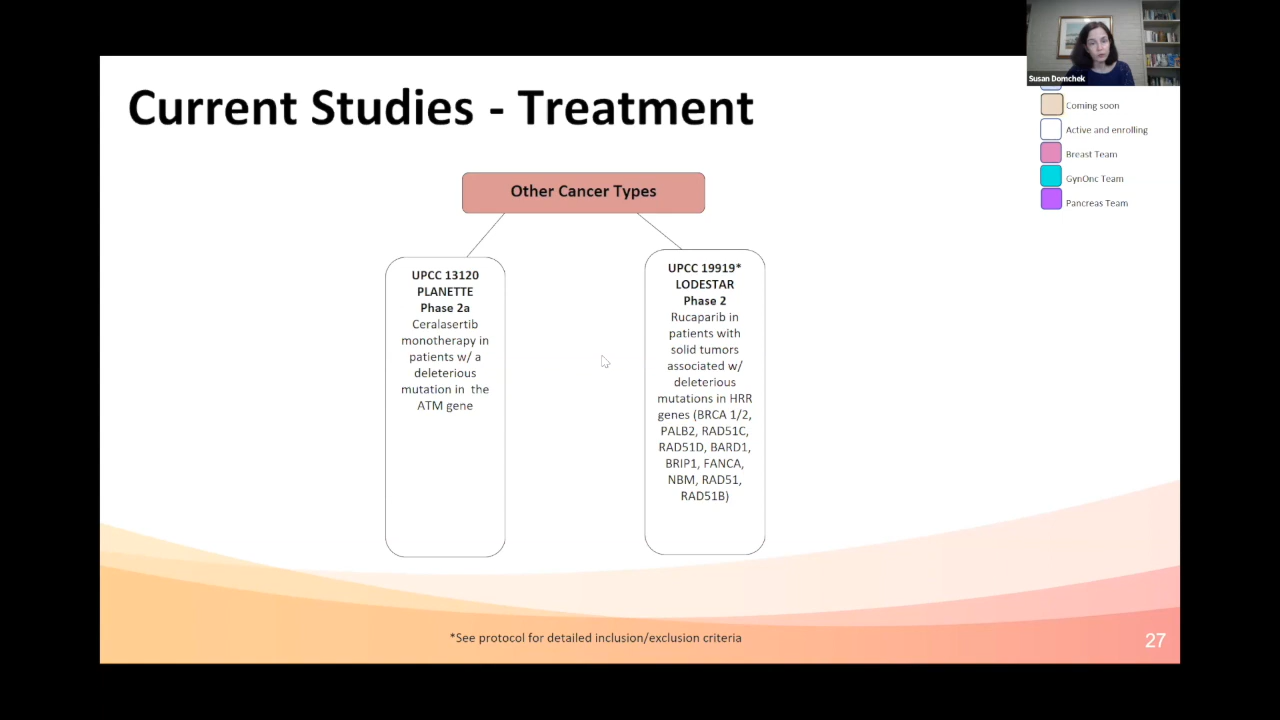 Susan Domchek
Current Studies - Treatment
Coming soon
Active and enrolling
Breast Team
GynOnc Team
Pancreas Team
Other Cancer Types
UPCC 13120
PLANETTE
Phase 2a
Ceralasertib
monotherapy in
patients w/ a
deleterious
mutation in the
ATM gene
UPCC 19919*
LODESTAR
Phase 2
Rucaparib in
patients with
solid tumors
associated w/
deleterious
mutations in HRR
genes (BRCA 1/2,
PALB2, RAD51C,
RAD51D, BARD1,
BRIP1, FANCA,
NBM, RAD51,
RAD51B)
*See protocol for detailed inclusion/exclusion criteria
27